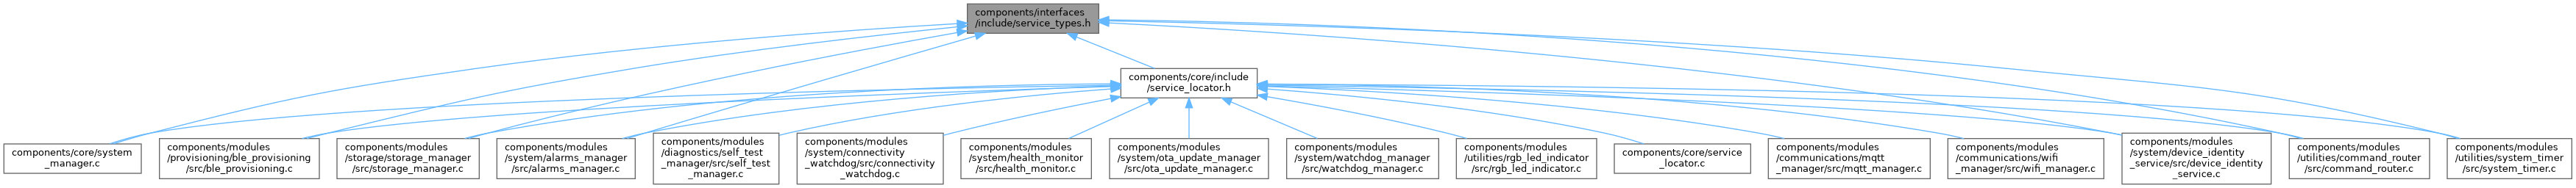 components/interfaces
/include/service_types.h
components/core/include
/service_locator.h
components/core/system
_manager.c
components/modules
/provisioning/ble_provisioning
/src/ble_provisioning.c
components/modules
/storage/storage_manager
/src/storage_manager.c
components/modules
/system/alarms_manager
/src/alarms_manager.c
components/modules
/diagnostics/self_test
_manager/src/self_test
_manager.c
components/modules
/system/connectivity
_watchdog/src/connectivity
_watchdog.c
components/modules
/system/health_monitor
/src/health_monitor.c
components/modules
/system/ota_update_manager
/src/ota_update_manager.c
components/modules
/system/watchdog_manager
/src/watchdog_manager.c
components/modules
/utilities/rgb_led_indicator
/src/rgb_led_indicator.c
components/core/service
_locator.c
components/modules
/communications/mqtt
_manager/src/mqtt_manager.c
components/modules
/communications/wifi
_manager/src/wifi_manager.c
components/modules
/system/device_identity
_service/src/device_identity
_service.c
components/modules
/utilities/command_router
/src/command_router.c
components/modules
/utilities/system_timer
/src/system_timer.c